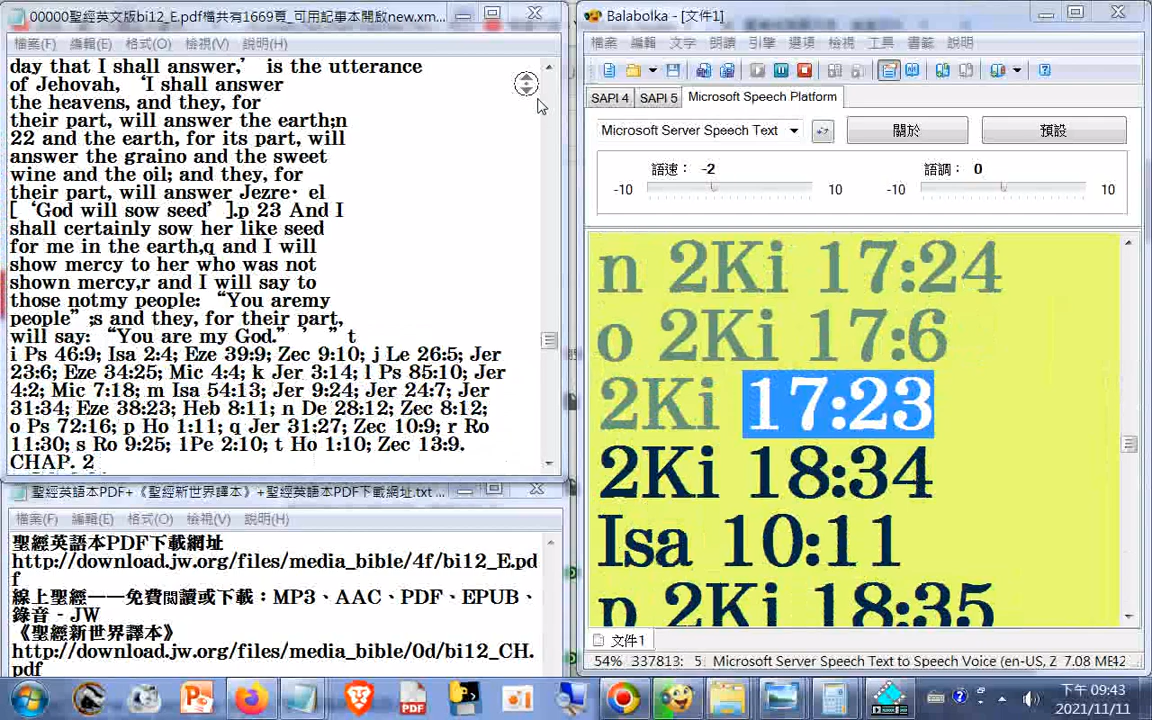 00000聖經英文版bi12_E.pdf檔共有1669頁_可用記事本開啟new.xm...
檔案(F) 編輯(E) 格式(O) 檢視(V) 說明(H)
day that I shall answer,’ is the utterance
of Jehovah, ‘I shall answer
the heavens, and they, for
their part, will answer the earth;n
22 and the earth, for its part, will
answer the graino and the sweet
wine and the oil; and they, for
their part, will answer Jezre· el
[‘God will sow seed’].p 23 And I
shall certainly sow her like seed
for me in the earth,q and I will
show mercy to her who was not
shown mercy,r and I will say to
those notmy people: “You aremy
people”;s and they, for their part,
will say: “You are my God.”’”t
i Ps 46:9; Isa 2:4; Eze 39:9; Zec 9:10; j Le 26:5; Jer
23:6; Eze 34:25; Mic 4:4; k Jer 3:14; l Ps 85:10; Jer
4:2; Mic 7:18; m Isa 54:13; Jer 9:24; Jer 24:7; Jer
31:34; Eze 38:23; Heb 8:11; n De 28:12; Zec 8:12;
o Ps 72:16; p Ho 1:11; q Jer 31:27; Zec 10:9; r Ro
11:30; s Ro 9:25; 1Pe 2:10; t Ho 1:10; Zec 13:9.
CHAP. 2
聖經英語本PDF+《聖經新世界譯本》+聖經英語本PDF下載網址.txt ...
檔案(F) 編輯(E) 格式(O) 檢視(V) 說明(H)
聖經英語本PDF下載網址
http://download.jw.org/files/media_bible/4f/bi12_E.pd
f
線上聖經——免費閱讀或下載：MP3、AAC、PDF、EPUB、
錄音 - JW
《聖經新世界譯本》
http://download.jw.org/files/media_bible/0d/bi12_CH.
pdf
Balabolka - [文件1]
檔案 編輯 文字 朗讀 引擎 選項 檢視 工具 書籤 說明
SAPI 4 SAPI 5 Microsoft Speech Platform
Microsoft Server Speech Text 關於 預設
語速： -2 語調： 0
-10 10 -10 10
n 2Ki 17:24
o 2Ki 17:6
2Ki 17:23
2Ki 18:34
Isa 10:11
p 2Ki 18:35
文件1
54% 337813: 5 Microsoft Server Speech Text to Speech Voice (en-US, Z 7.08 ME42
PDF
下午 09:43
2021/11/11